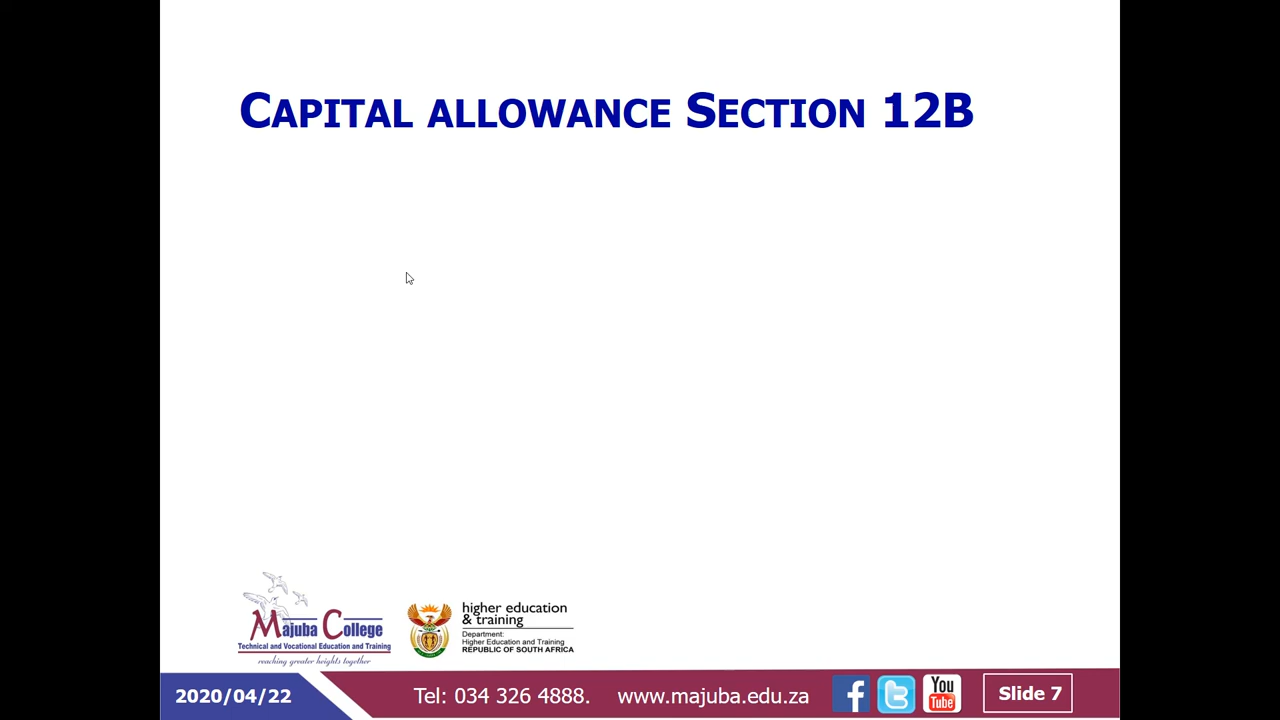 CAPITAL ALLOWANCE SECTION 12B
Majuba College
Technical and Vocational Education and Training
reaching greater heights together
higher education
& training
Department:
Higher Education and Training
REPUBLIC OF SOUTH AFRICA
2020/04/22
Tel: 034 326 4888.
www.majuba.edu.za
You
Tube
Slide 7